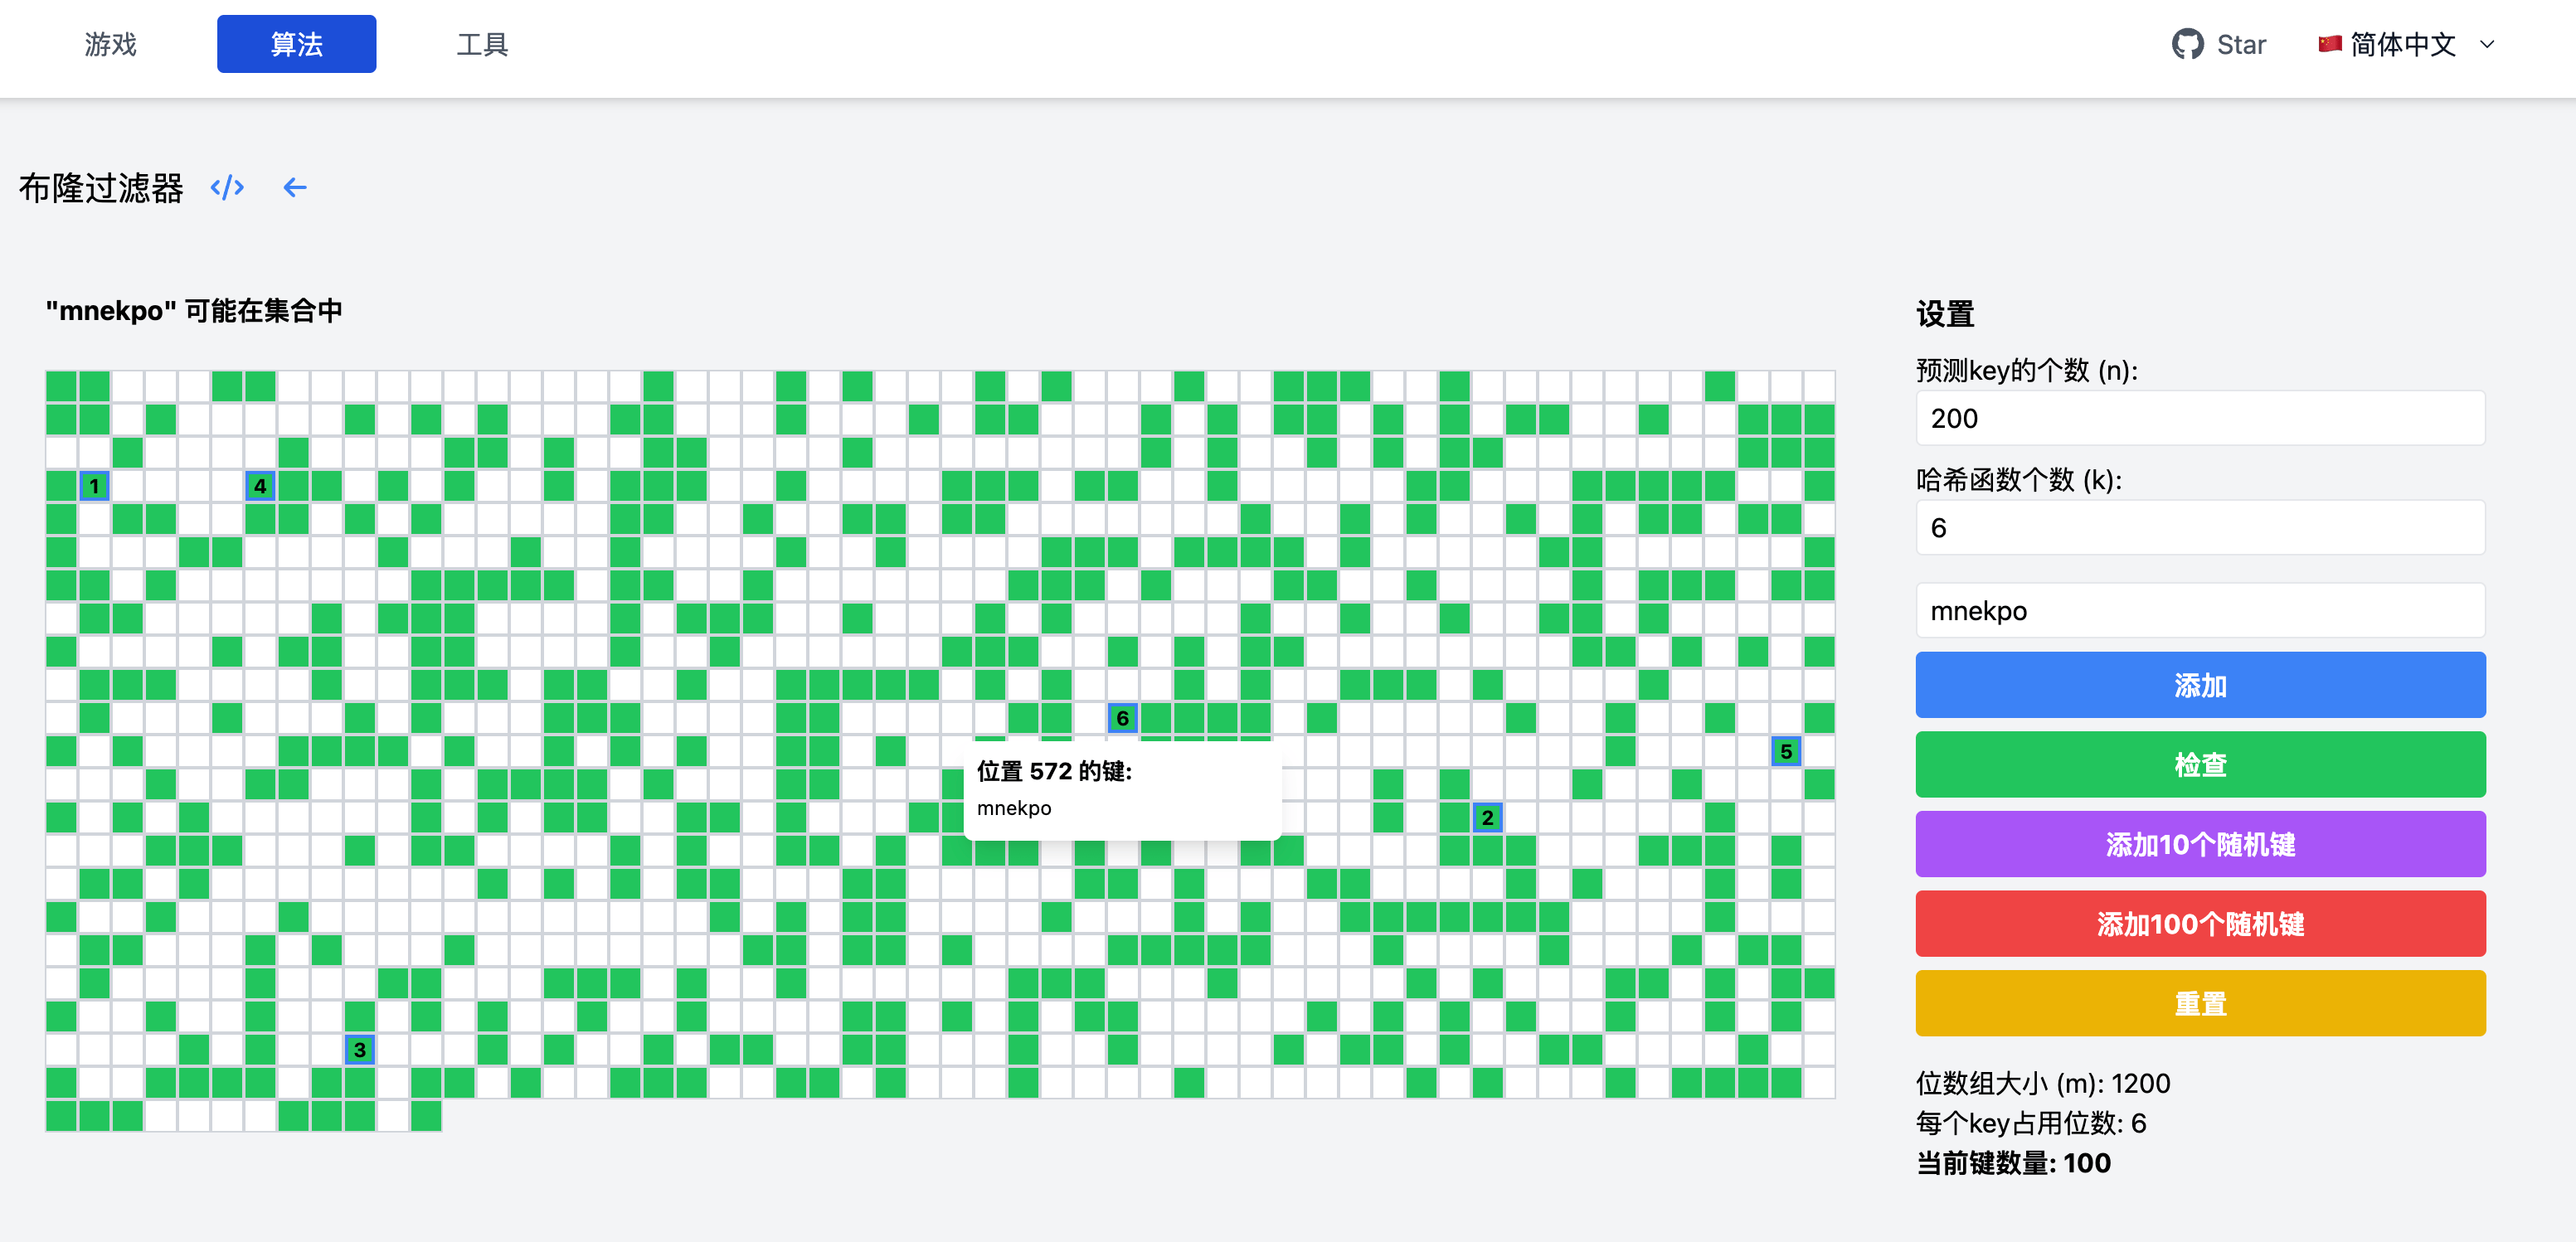 游戏
算法
工具
Star
🇨🇳 简体中文
布隆过滤器 </>
"mnekpo" 可能在集合中
1
4
6
5
2
3
位置 572 的键:
mnekpo
设置
预测key的个数 (n):
200
哈希函数个数 (k):
6
mnekpo
添加
检查
添加10个随机键
添加100个随机键
重置
位数组大小 (m): 1200
每个key占用位数: 6
当前键数量: 100